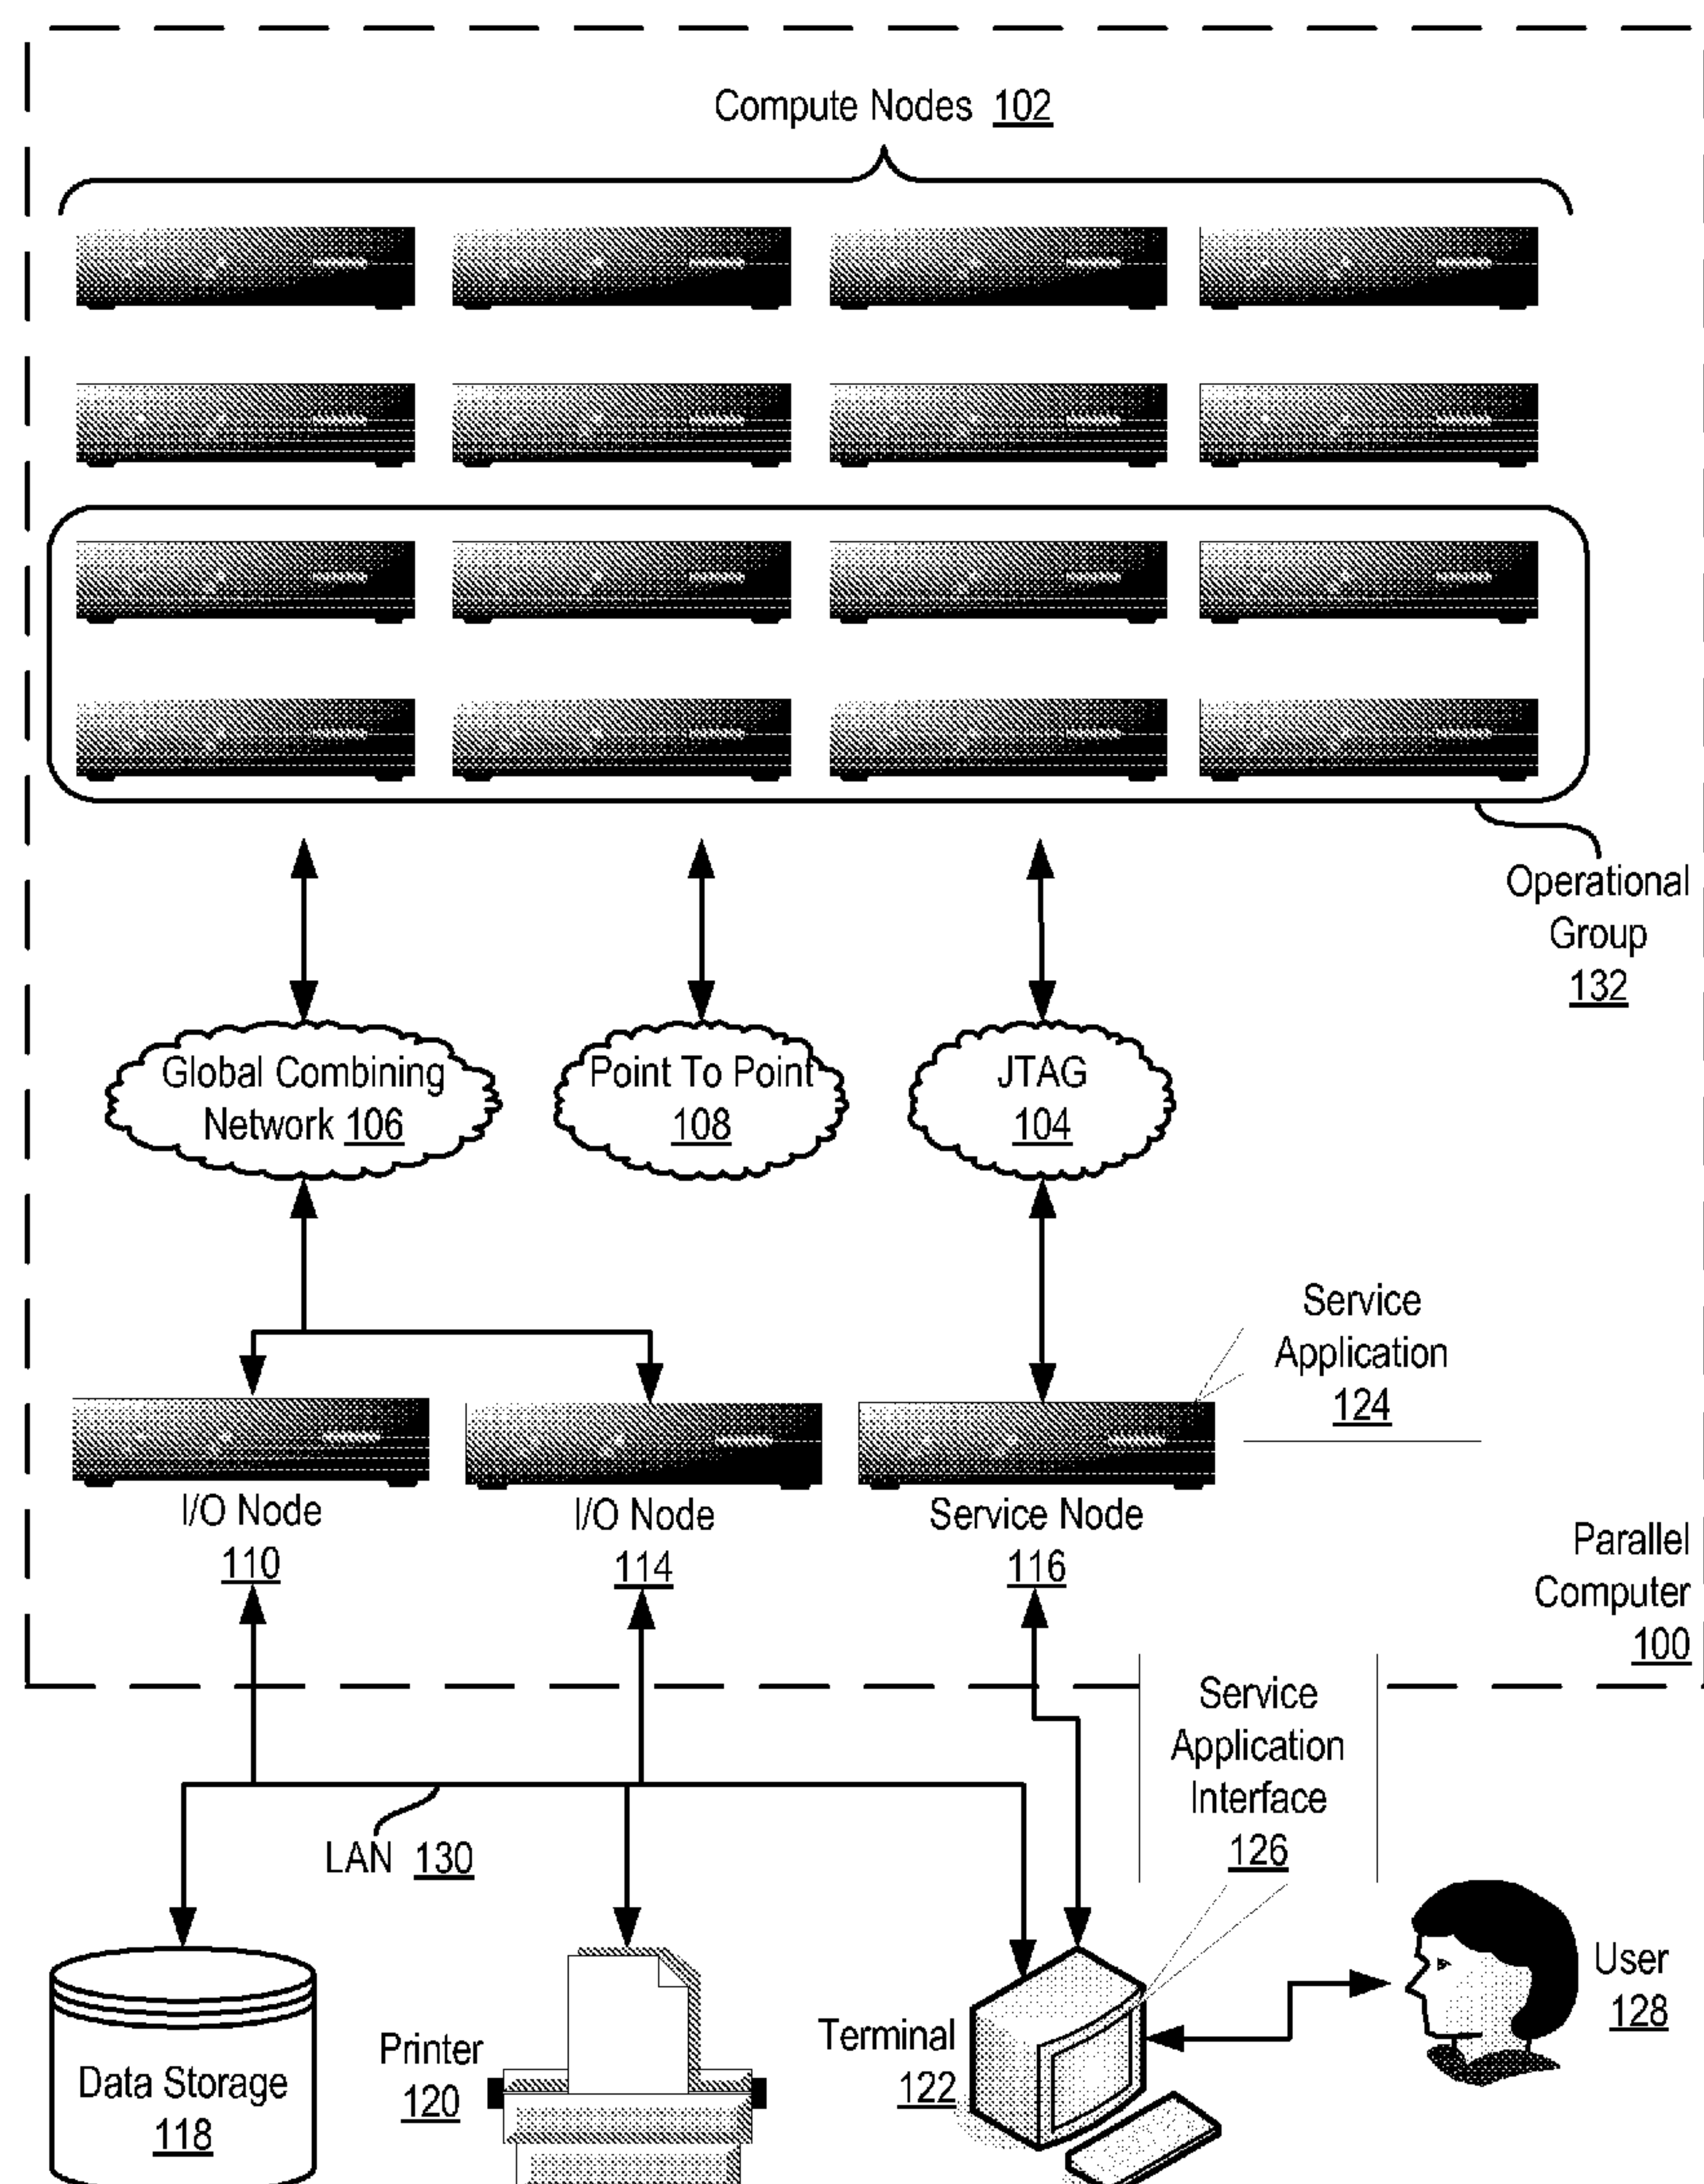 Compute Nodes 102
Operational
Group
132
Global Combining
Network 106
Point To Point
108
JTAG
104
Service
Application
124
I/O Node
110
I/O Node
114
Service Node
116
Parallel
Computer
100
Service
Application
Interface
126
LAN 130
Data Storage
118
Printer
120
Terminal
122
User
128